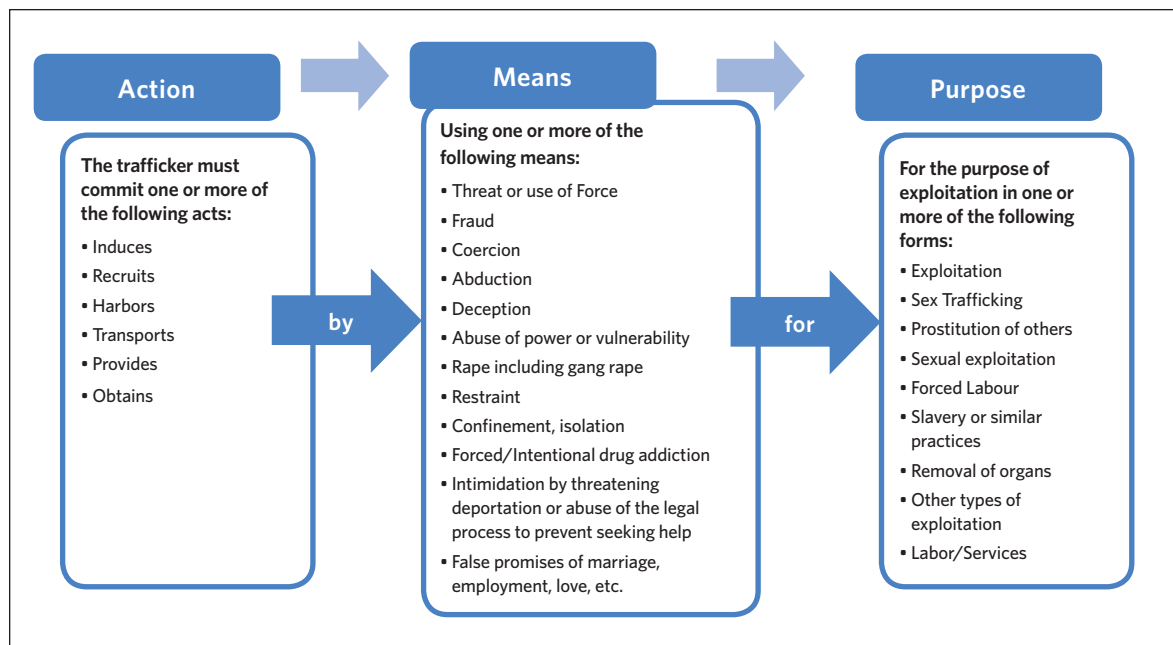 Action
Means
Purpose
The trafficker must
commit one or more of
the following acts:
▪ Induces
▪ Recruits
▪ Harbors
▪ Transports
▪ Provides
▪ Obtains
by
Using one or more of the
following means:
▪ Threat or use of Force
▪ Fraud
▪ Coercion
▪ Abduction
▪ Deception
▪ Abuse of power or vulnerability
▪ Rape including gang rape
▪ Restraint
▪ Confinement, isolation
▪ Forced/Intentional drug addiction
▪ Intimidation by threatening
deportation or abuse of the legal
process to prevent seeking help
▪ False promises of marriage,
employment, love, etc.
for
For the purpose of
exploitation in one or
more of the following
forms:
▪ Exploitation
▪ Sex Trafficking
▪ Prostitution of others
▪ Sexual exploitation
▪ Forced Labour
▪ Slavery or similar
practices
▪ Removal of organs
▪ Other types of
exploitation
▪ Labor/Services